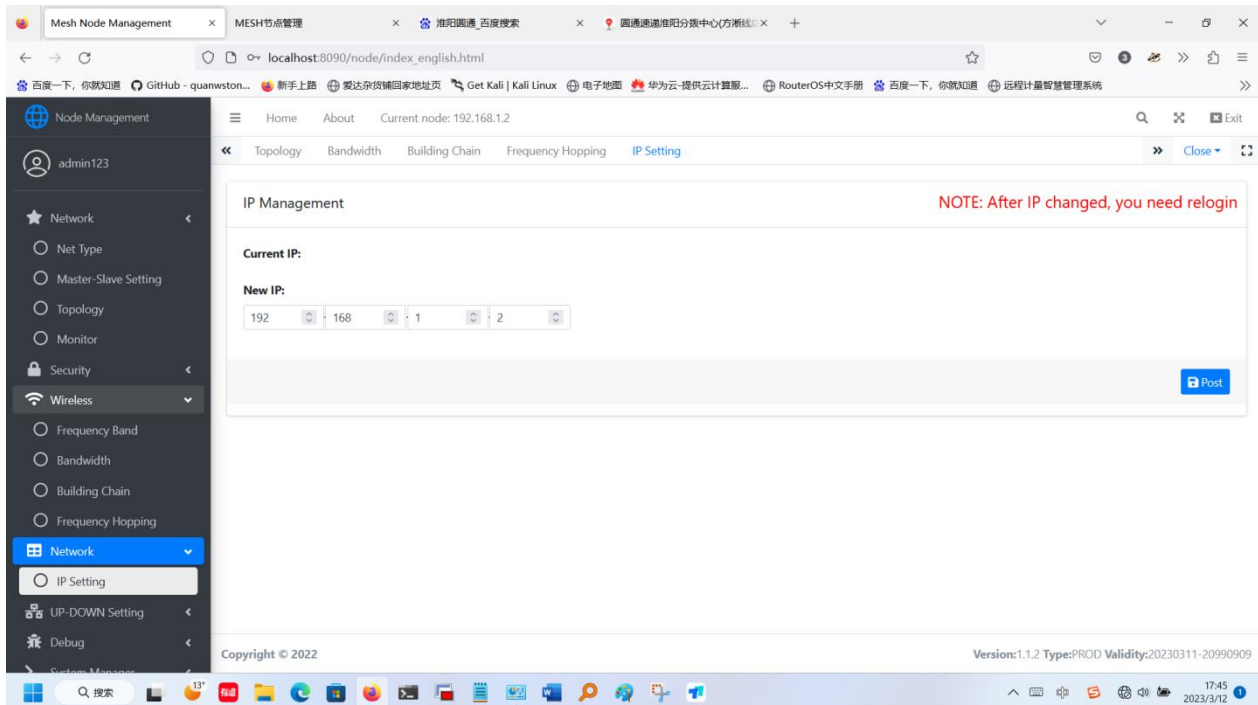 Mesh Node Management
MESH节点管理
淮阳圆通_百度搜索
圆通速递淮阳分拨中心(方淅线
localhost:8090/node/index_english.html
3
百度一下，你就知道
GitHub - quanwston...
新手上路
爱达杂货铺回家地址页
Get Kali | Kali Linux
电子地图
华为云-提供云计算服...
RouterOS中文手册
百度一下，你就知道
远程计量智慧管理系统
Node Management
Home About Current node: 192.168.1.2
Exit
admin123
Topology Bandwidth Building Chain Frequency Hopping IP Setting
Close
IP Management
NOTE: After IP changed, you need relogin
Network
Net Type
Master-Slave Setting
Topology
Monitor
Security
Wireless
Frequency Band
Bandwidth
Building Chain
Frequency Hopping
Network
IP Setting
UP-DOWN Setting
Debug
System Manager
Current IP:
New IP:
192 . 168 . 1 . 2
Post
Copyright © 2022
Version:1.1.2 Type:PROD Validity:20230311-20990909
搜索
13°
中
17:45
2023/3/12
1